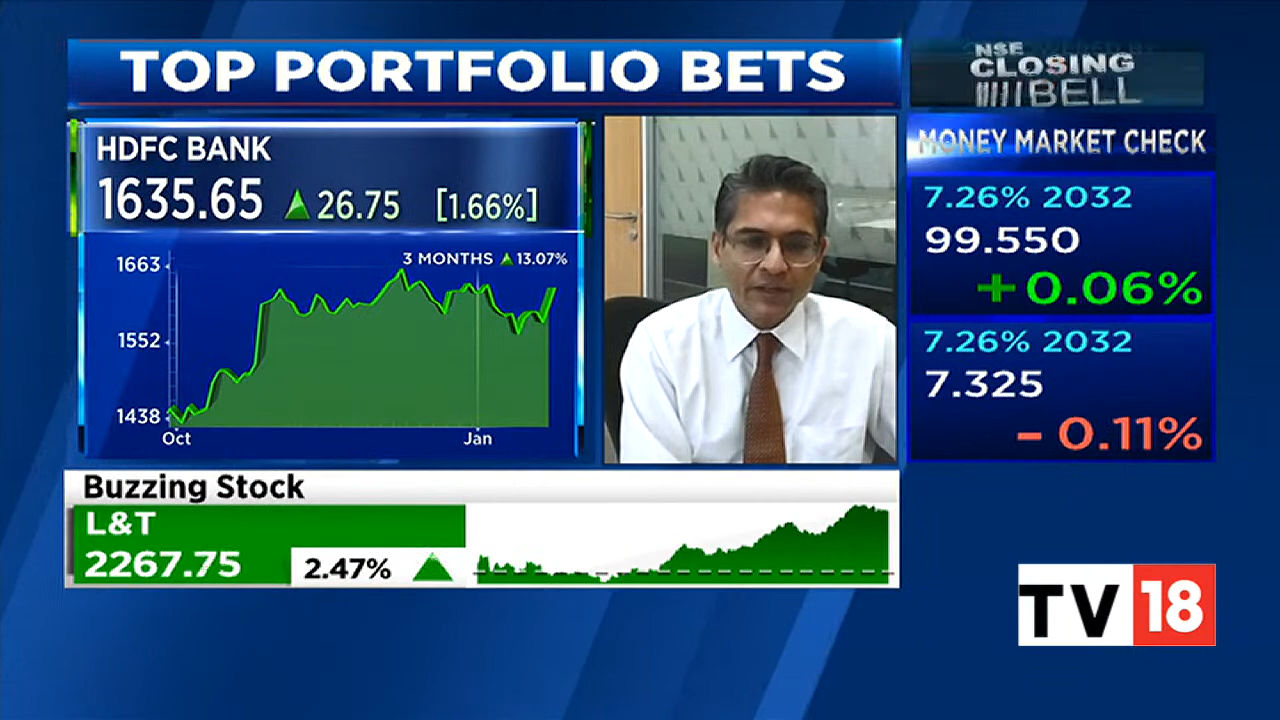 TOP PORTFOLIO BETS
NSE
CLOSING
BELL
HDFC BANK
1635.65 ▲ 26.75 [1.66%]
3 MONTHS ▲ 13.07%
1663
1552
1438
Oct
Jan
MONEY MARKET CHECK
7.26% 2032
99.550
+0.06%
7.26% 2032
7.325
- 0.11%
Buzzing Stock
L&T
2267.75
2.47%
TV18